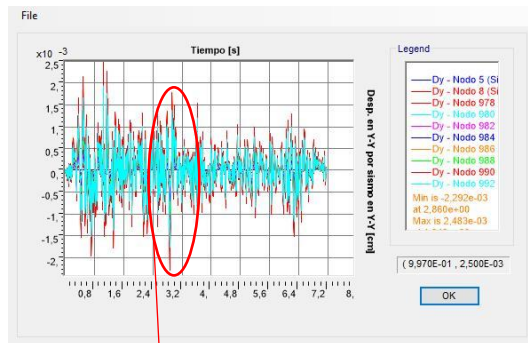 File
x10 -3
Tiempo [s]
2,5
2,
1,5
1,
0,5
0,
-0,5
-1,
-1,5
-2,
0,8 1,6 2,4 3,2 4, 4,8 5,6 6,4 7,2 8,
Desp. en Y-Y por sismo en Y-Y [cm]
Legend
Dy - Nodo 5 (Si
Dy - Nodo 8 (Si
Dy - Nodo 978
Dy - Nodo 980
Dy - Nodo 982
Dy - Nodo 984
Dy - Nodo 986
Dy - Nodo 988
Dy - Nodo 990
Dy - Nodo 992
Min is -2,292e-03
at 2,860e+00
Max is 2,483e-03
( 9,970E-01 , 2,500E-03
OK